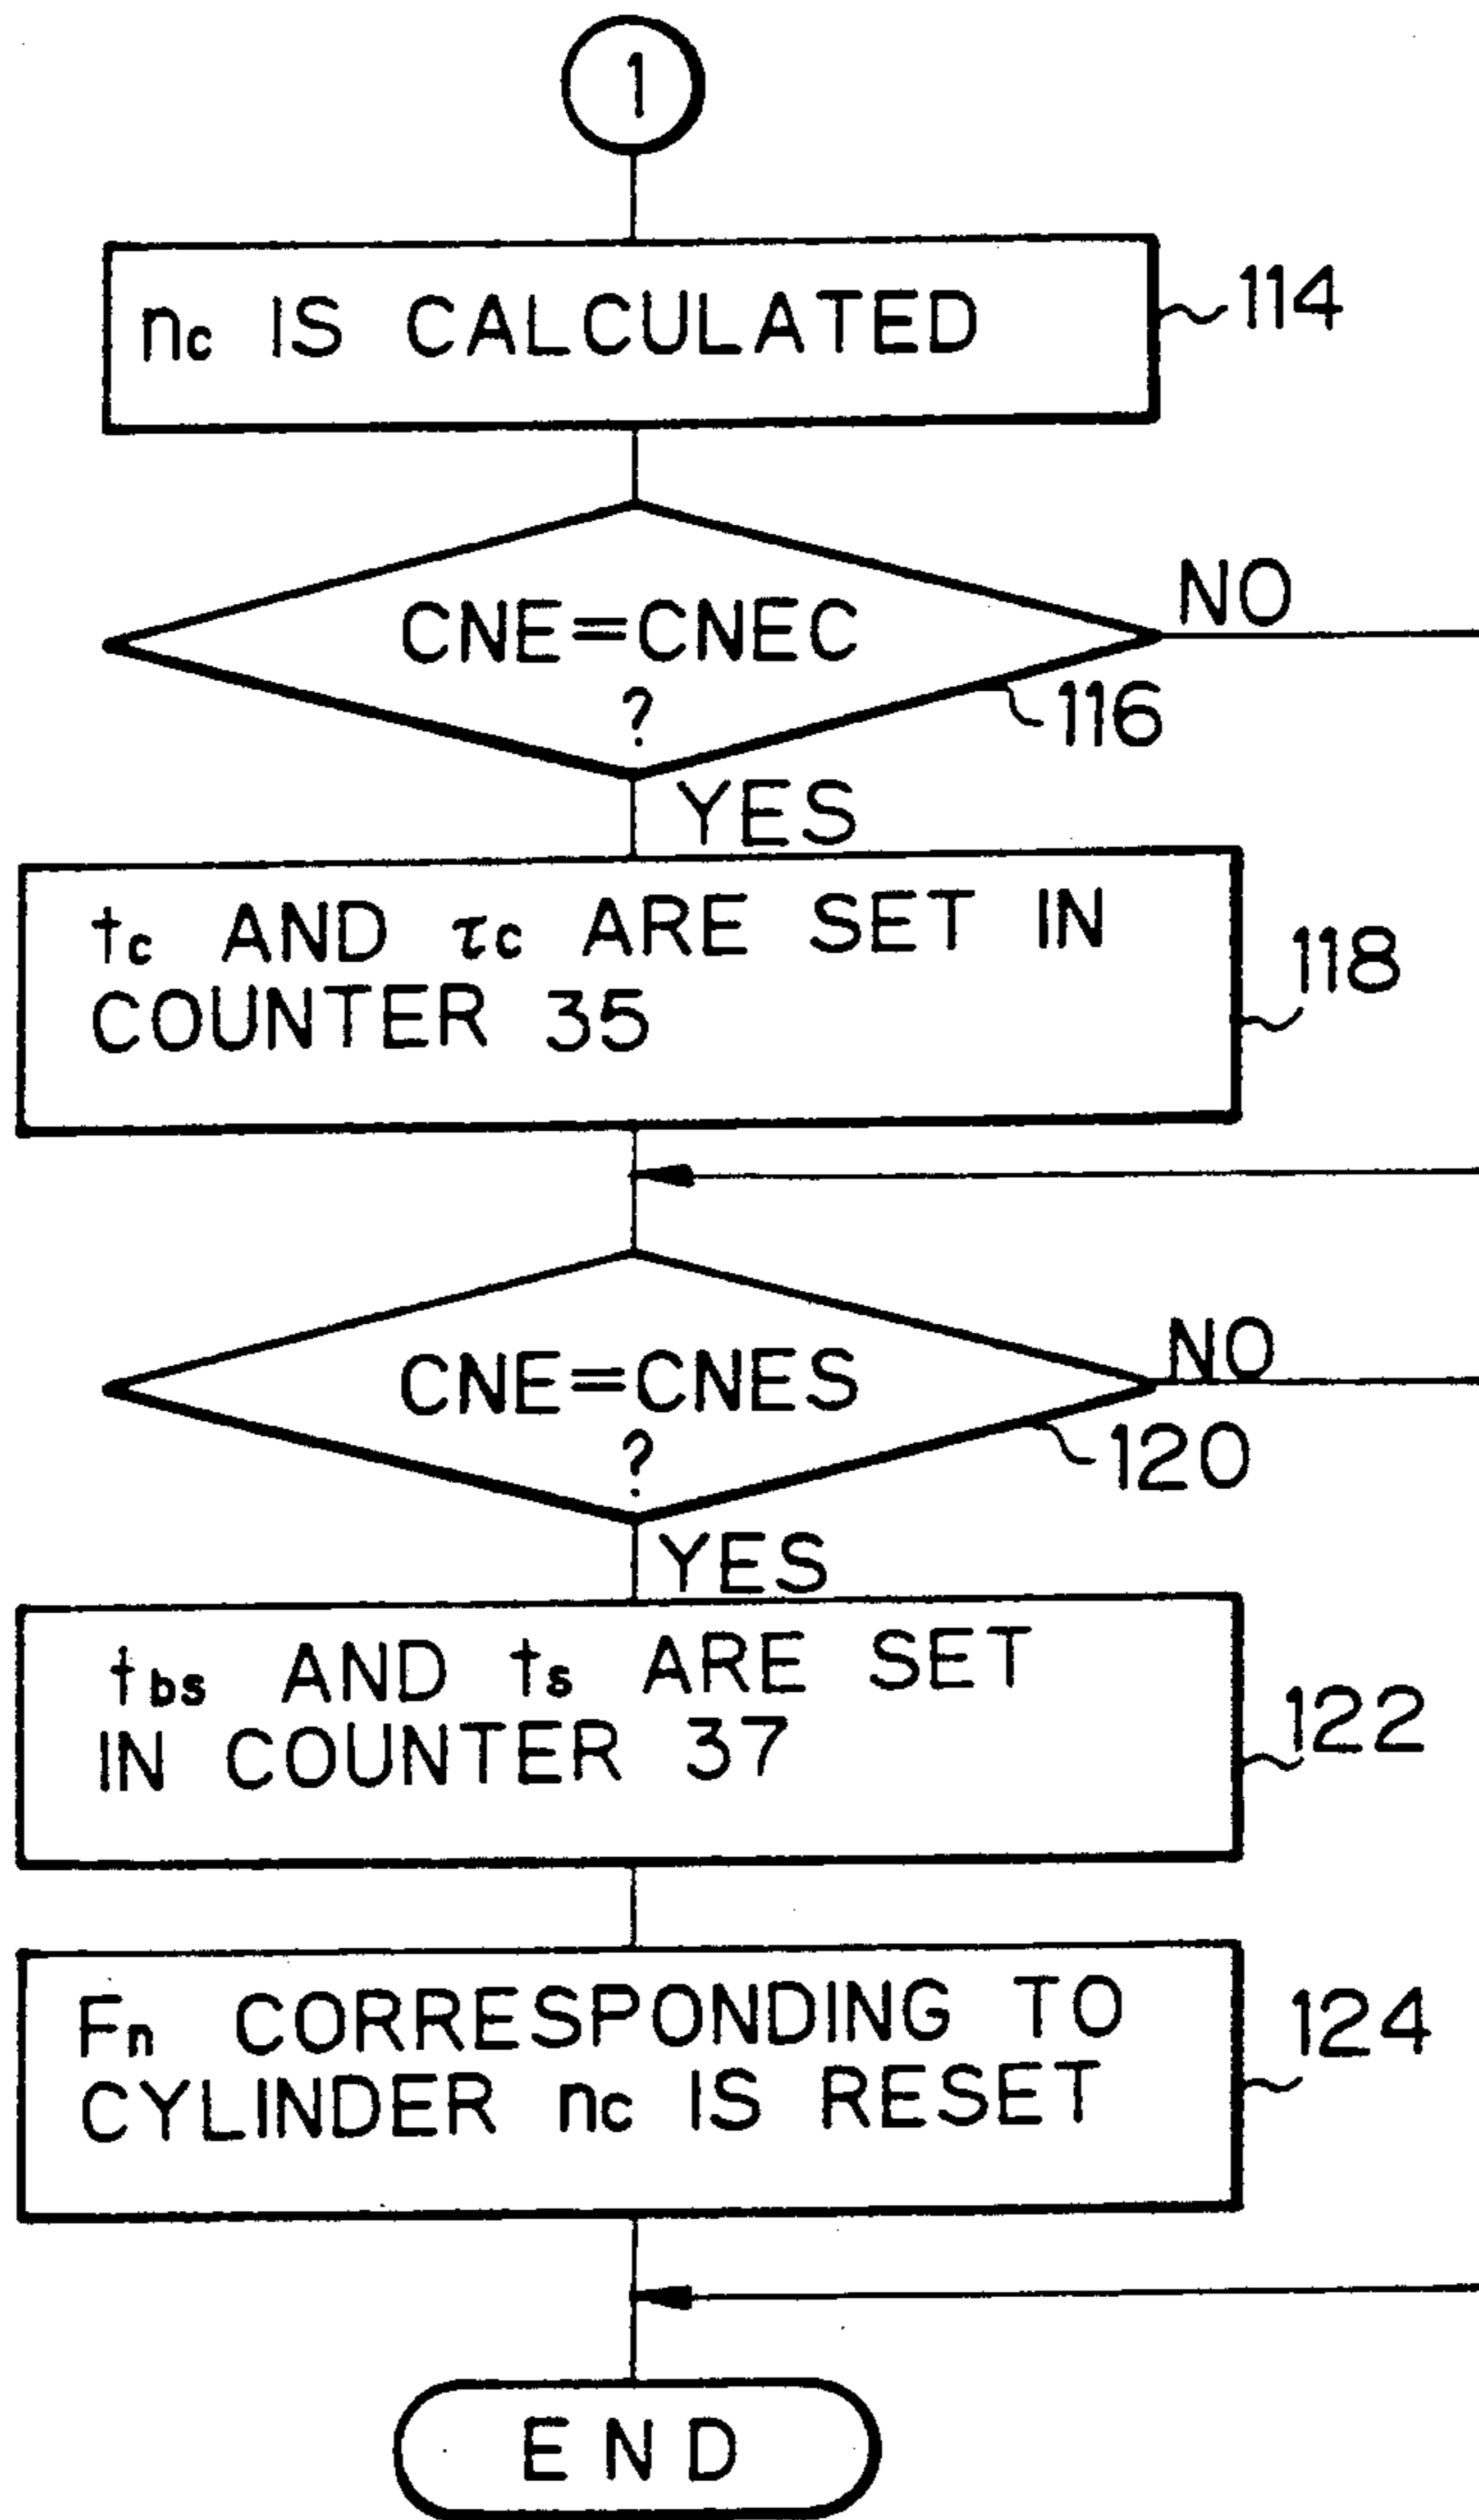 1
nc IS CALCULATED
114
CNE=CNEC
?
NO
116
YES
tc AND τc ARE SET IN
COUNTER 35
118
CNE=CNES
?
NO
120
YES
tbs AND ts ARE SET
IN COUNTER 37
122
Fn CORRESPONDING TO
CYLINDER nc IS RESET
124
END